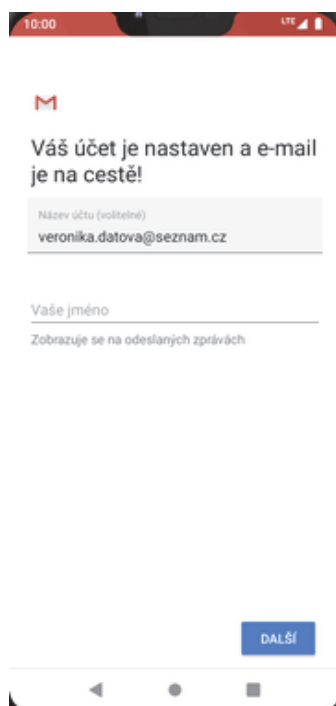 10:00
LTE
Váš účet je nastaven a e-mail
je na cestě!
Název účtu (volitelné)
veronika.datova@seznam.cz
Vaše jméno
Zobrazuje se na odeslaných zprávách
DALŠÍ